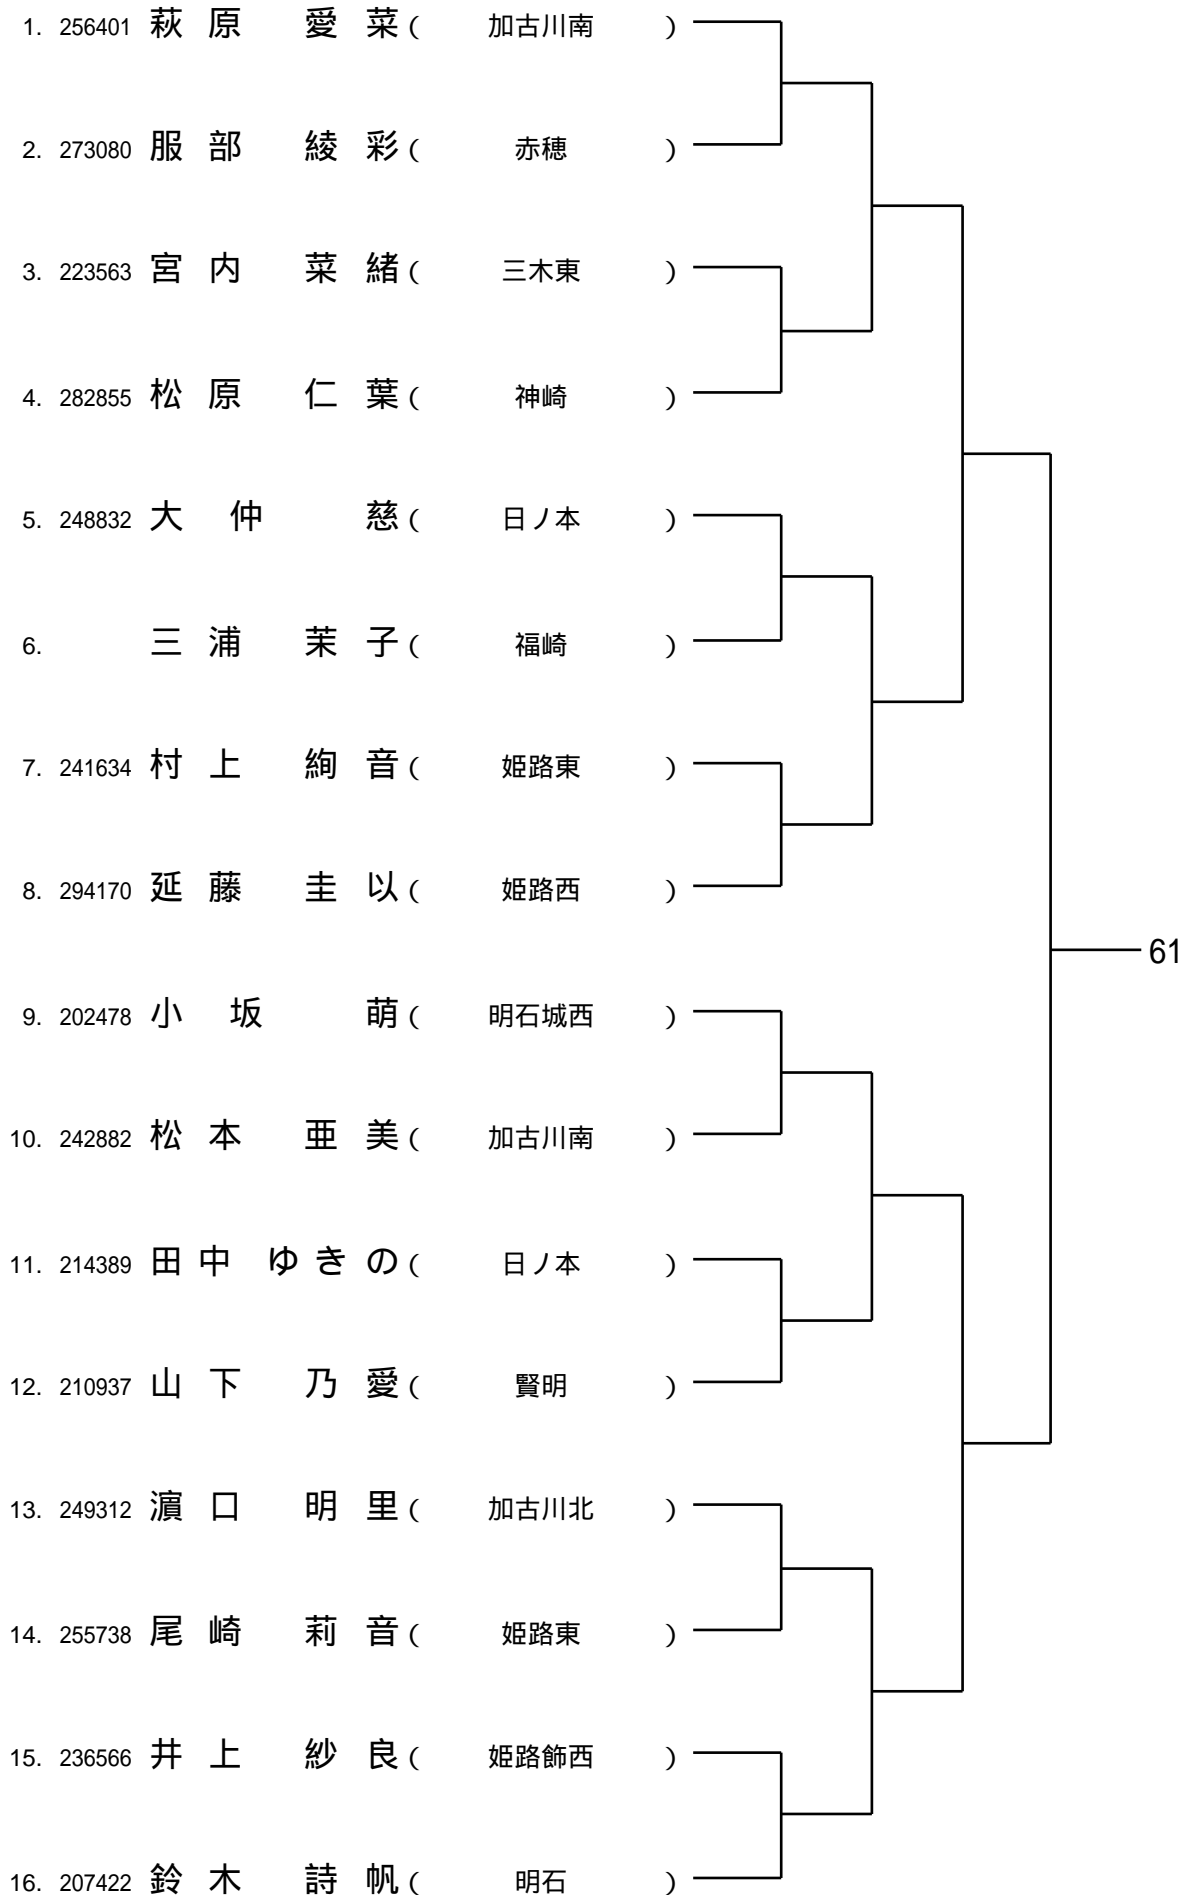 1. 256401 萩原 愛菜 ( 加古川南 )
2. 273080 服部 綾彩 ( 赤穂 )
3. 223563 宮内 菜緒 ( 三木東 )
4. 282855 松原 仁葉 ( 神崎 )
5. 248832 大仲 慈 ( 日ノ本 )
6. 三浦 茉子 ( 福崎 )
7. 241634 村上 絢音 ( 姫路東 )
8. 294170 延藤 圭以 ( 姫路西 )
61
9. 202478 小坂 萌 ( 明石城西 )
10. 242882 松本 亜美 ( 加古川南 )
11. 214389 田中 ゆきの ( 日ノ本 )
12. 210937 山下 乃愛 ( 賢明 )
13. 249312 濵口 明里 ( 加古川北 )
14. 255738 尾崎 莉音 ( 姫路東 )
15. 236566 井上 紗良 ( 姫路飾西 )
16. 207422 鈴木 詩帆 ( 明石 )